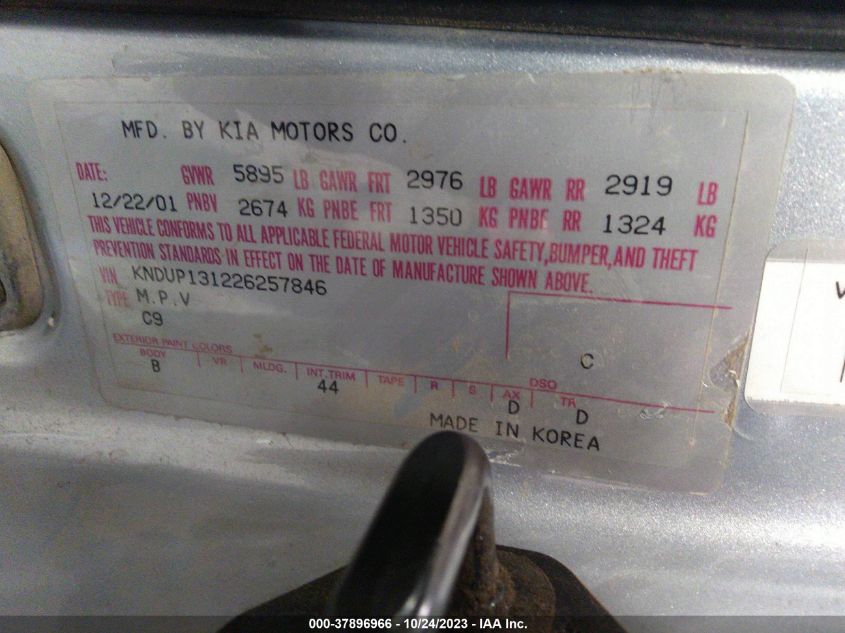 MFD. BY KIA MOTORS CO.
DATE: GVWR 5895 LB GAWR FRT 2976 LB GAWR RR 2919 LB
12/22/01 PNBV 2674 KG PNBE FRT 1350 KG PNBE RR 1324 KG
THIS VEHICLE CONFORMS TO ALL APPLICABLE FEDERAL MOTOR VEHICLE SAFETY,BUMPER,AND THEFT
PREVENTION STANDARDS IN EFFECT ON THE DATE OF MANUFACTURE SHOWN ABOVE.
VIN. KNDUP131226257846
TYPE M.P.V
C9
C
EXTERIOR PAINT COLORS
BODY VR MLDG. INT.TRIM TAPE R S AX TR DSO
B 44 D D
MADE IN KOREA
V
000-37896966 - 10/24/2023 - IAA Inc.